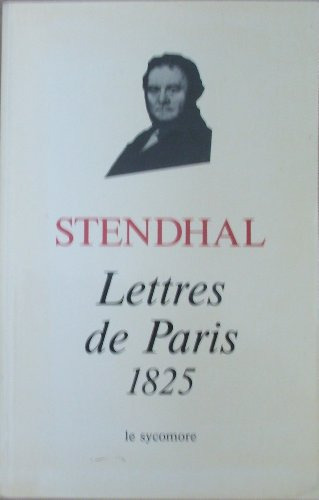 STENDHAL
Lettres
de Paris
1825
le sycomore